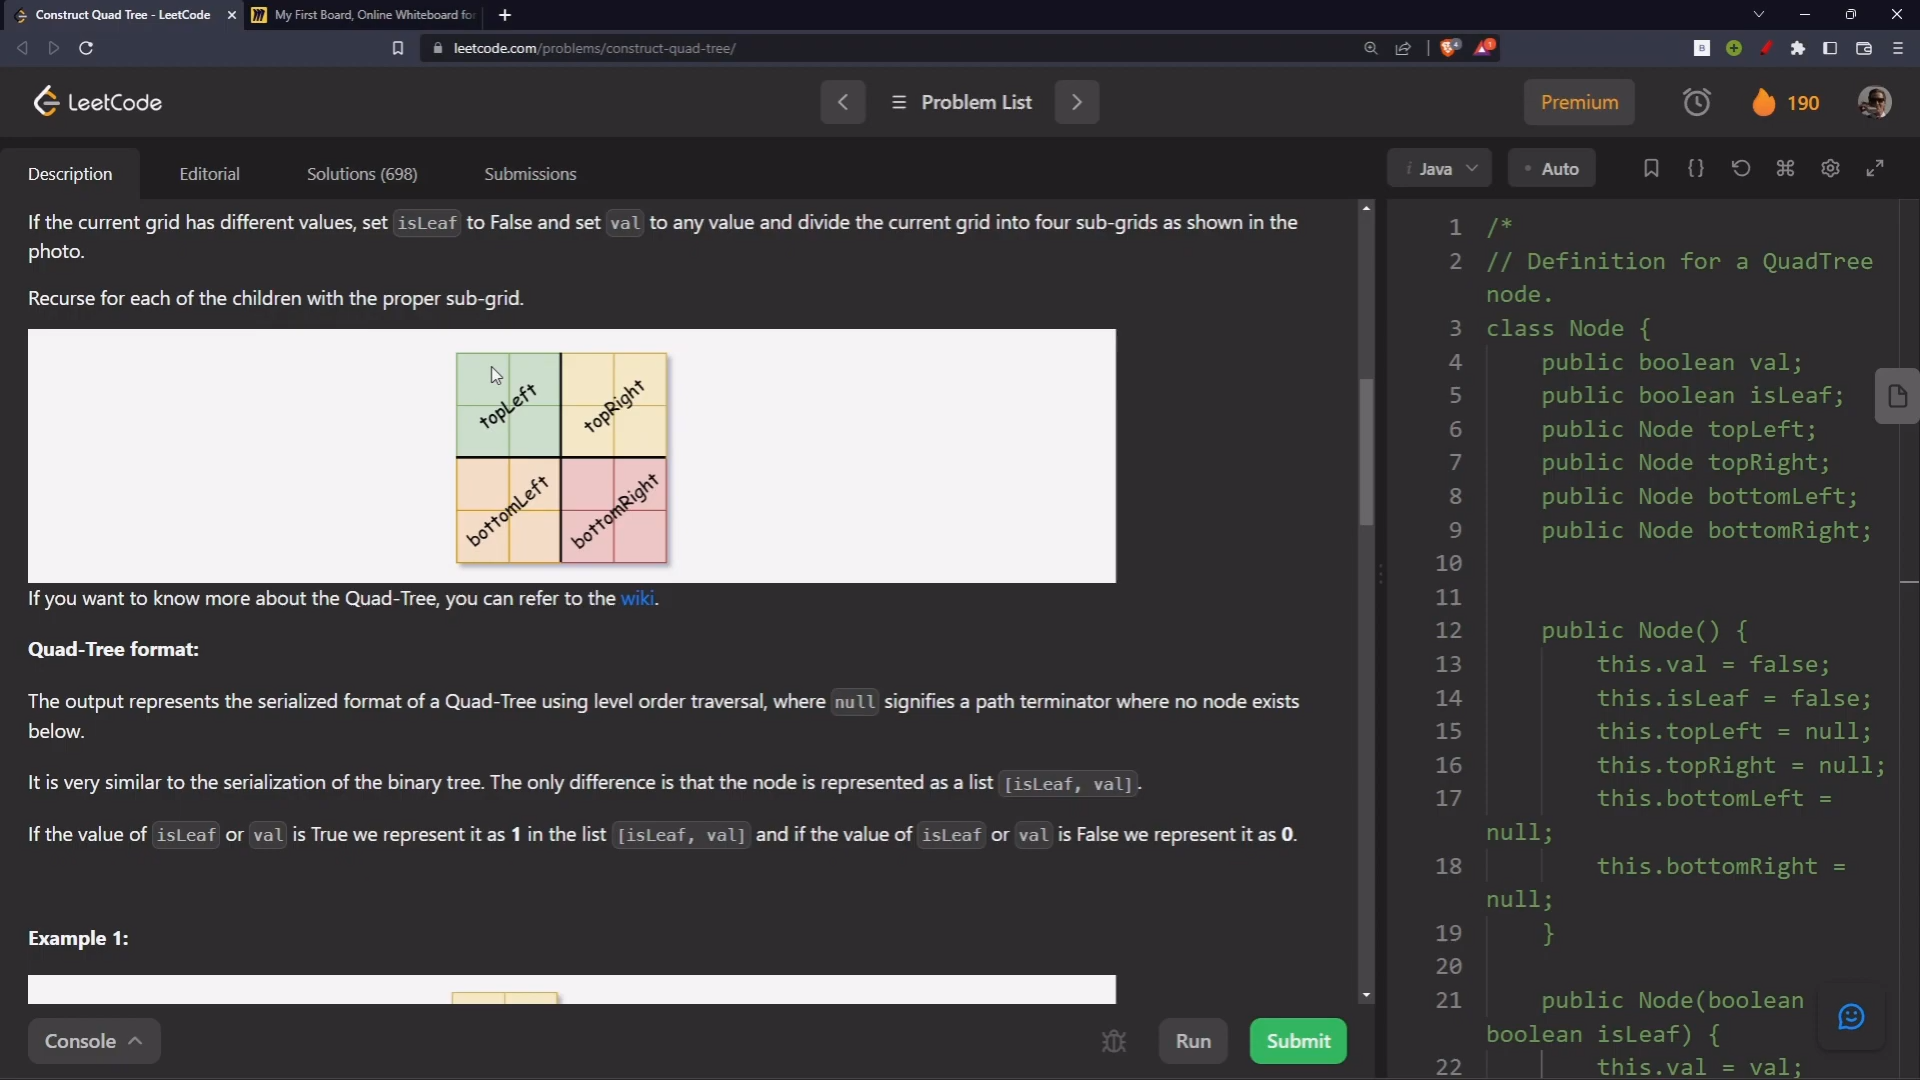 Construct Quad Tree - LeetCode
My First Board, Online Whiteboard for
leetcode.com/problems/construct-quad-tree/
LeetCode
Problem List
Premium
190
Description
Editorial
Solutions (698)
Submissions
Java
Auto
If the current grid has different values, set isLeaf to False and set val to any value and divide the current grid into four sub-grids as shown in the
photo.
Recurse for each of the children with the proper sub-grid.
topLeft
topRight
bottomLeft
bottomRight
If you want to know more about the Quad-Tree, you can refer to the wiki.
Quad-Tree format:
The output represents the serialized format of a Quad-Tree using level order traversal, where null signifies a path terminator where no node exists
below.
It is very similar to the serialization of the binary tree. The only difference is that the node is represented as a list [isLeaf, val].
If the value of isLeaf or val is True we represent it as 1 in the list [isLeaf, val] and if the value of isLeaf or val is False we represent it as 0.
Example 1:
Console
Run
Submit
1 /*
2 // Definition for a QuadTree
node.
3 class Node {
4 public boolean val;
5 public boolean isLeaf;
6 public Node topLeft;
7 public Node topRight;
8 public Node bottomLeft;
9 public Node bottomRight;
10
11
12 public Node() {
13 this.val = false;
14 this.isLeaf = false;
15 this.topLeft = null;
16 this.topRight = null;
17 this.bottomLeft =
null;
18 this.bottomRight =
null;
19 }
20
21 public Node(boolean
boolean isLeaf) {
22 this.val = val;